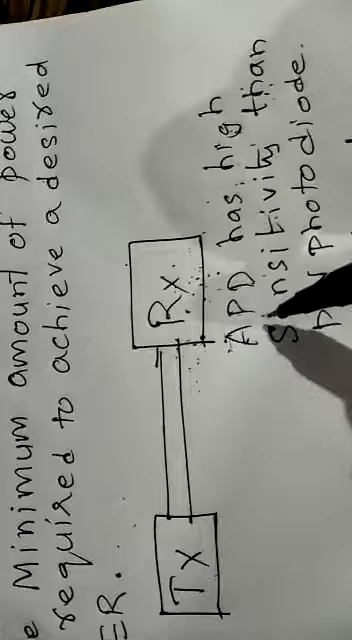 e Minimum amount of power
required to achieve a desired
ER.
Tx
Rx.
APD has high
sensitivity than
photodiode.